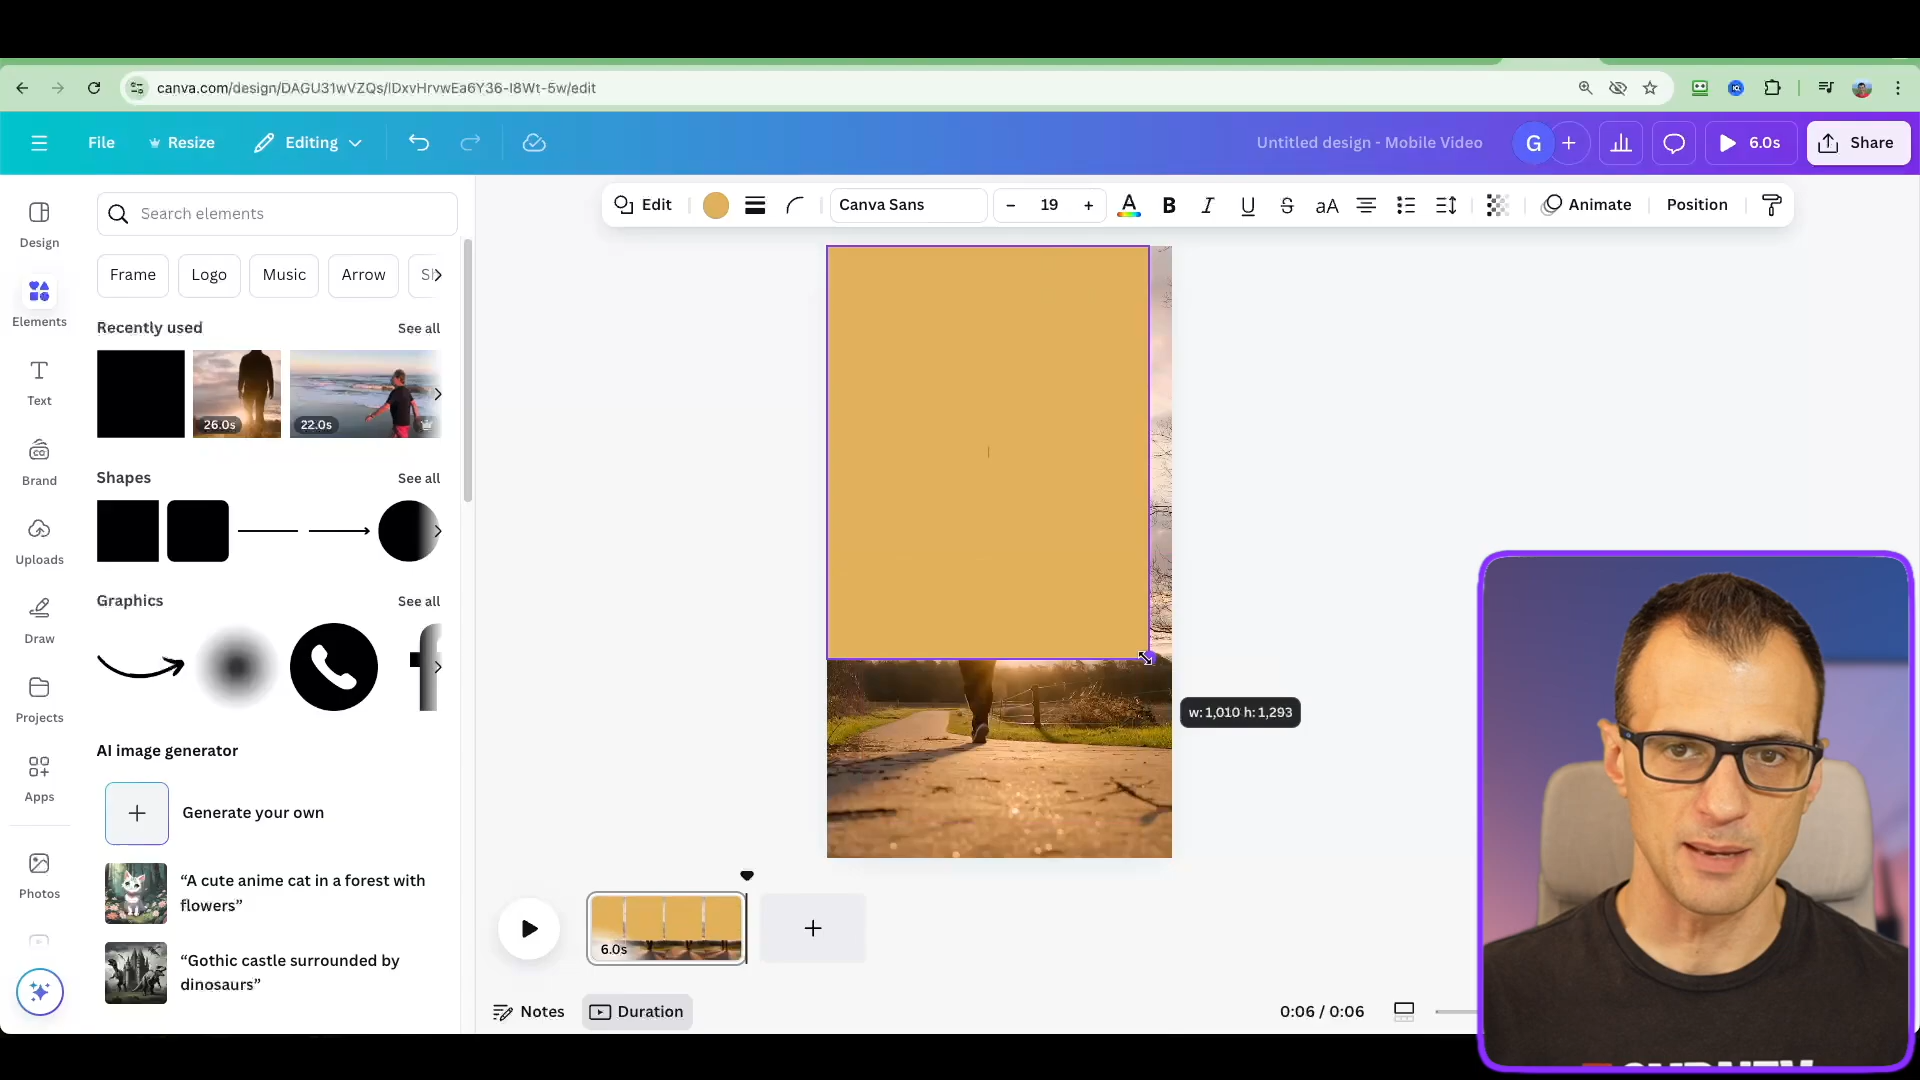 canva.com/design/DAGU31wVZQs/lDxvHrvwEa6Y36-I8Wt-5w/edit
File
Resize
Editing
Untitled design - Mobile Video
G
6.0s
Share
Edit
Canva Sans
19
Animate
Position
Search elements
Design
Elements
Text
Brand
Uploads
Draw
Projects
Apps
Photos
Frame
Logo
Music
Arrow
Recently used
See all
26.0s
22.0s
Shapes
See all
Graphics
See all
AI image generator
Generate your own
“A cute anime cat in a forest with
flowers”
“Gothic castle surrounded by
dinosaurs”
w: 1,010 h: 1,293
6.0s
Notes
Duration
0:06 / 0:06